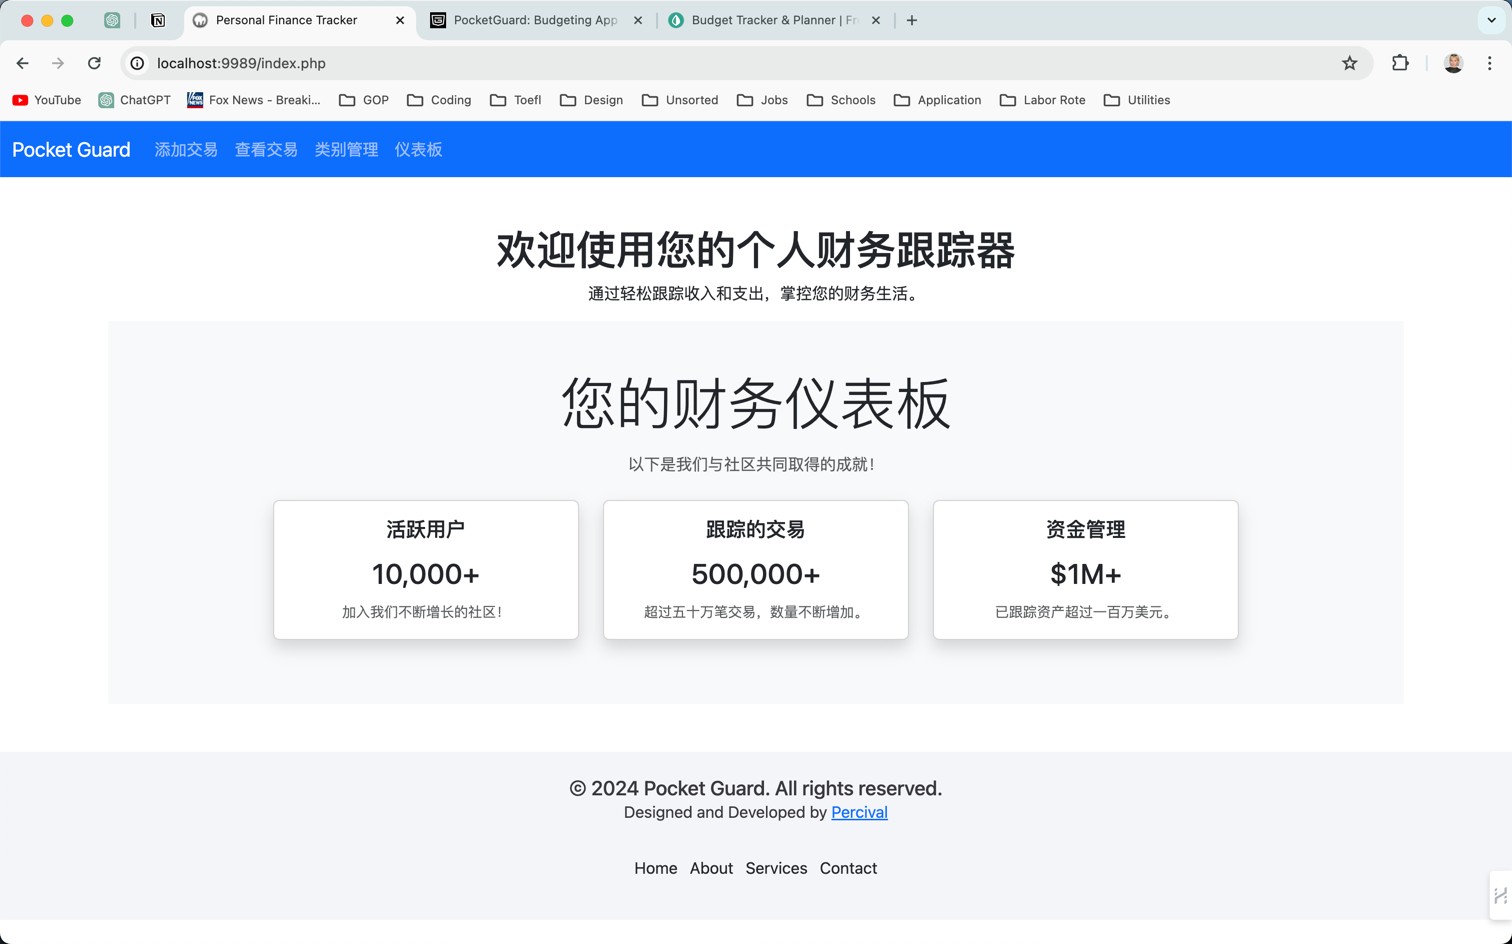 Personal Finance Tracker
PocketGuard: Budgeting App
Budget Tracker & Planner | Fr
localhost:9989/index.php
YouTube
ChatGPT
Fox News - Breaki...
GOP
Coding
Toefl
Design
Unsorted
Jobs
Schools
Application
Labor Rote
Utilities
Pocket Guard 添加交易 查看交易 类别管理 仪表板
欢迎使用您的个人财务跟踪器
通过轻松跟踪收入和支出，掌控您的财务生活。
您的财务仪表板
以下是我们与社区共同取得的成就！
活跃用户
10,000+
加入我们不断增长的社区！
跟踪的交易
500,000+
超过五十万笔交易，数量不断增加。
资金管理
$1M+
已跟踪资产超过一百万美元。
© 2024 Pocket Guard. All rights reserved.
Designed and Developed by Percival
Home About Services Contact